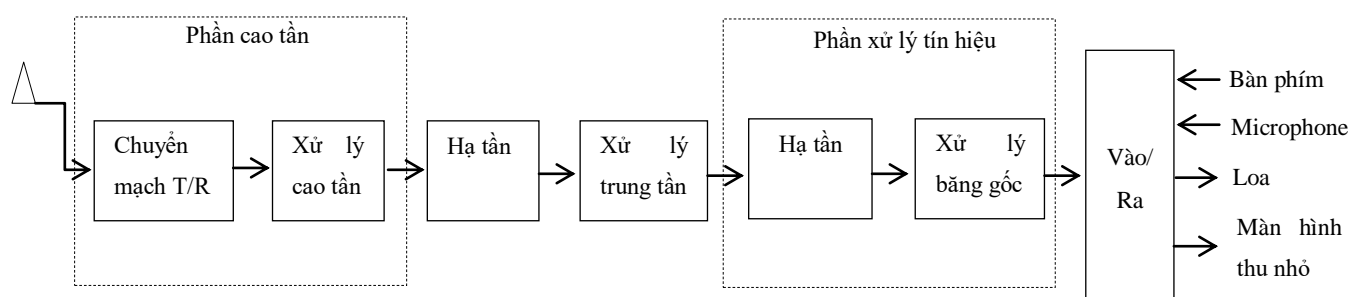 Phần cao tần
Phần xử lý tín hiệu
Chuyển
mạch T/R
Xử lý
cao tần
Hạ tần
Xử lý
trung tần
Hạ tần
Xử lý
băng gốc
Vào/
Ra
Bàn phím
Microphone
Loa
Màn hình
thu nhỏ